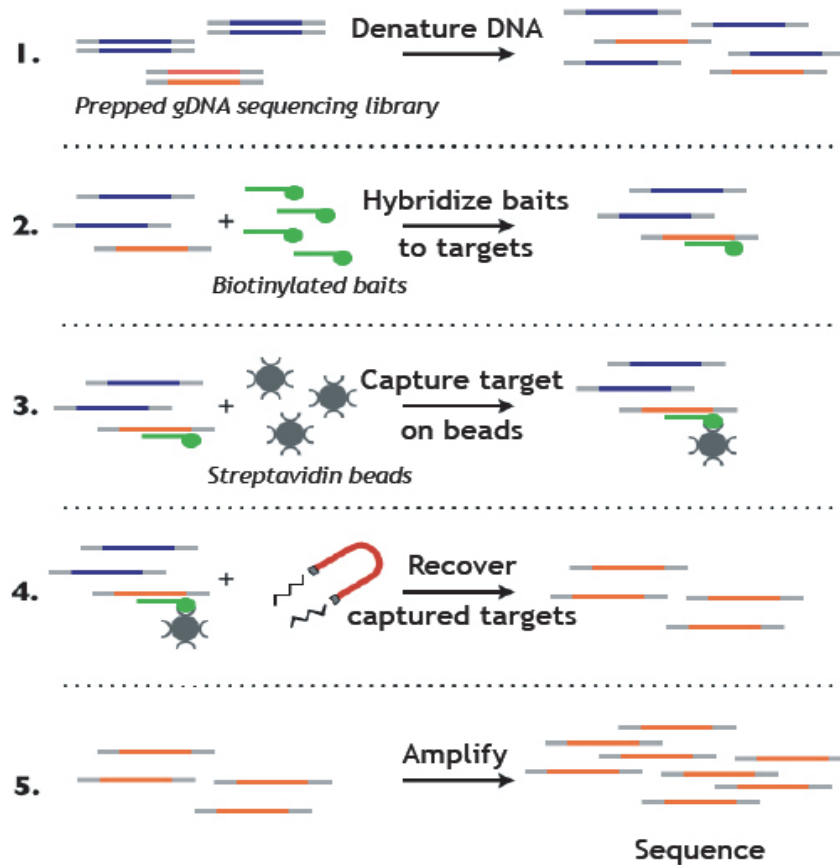 1.
Denature DNA
Prepped gDNA sequencing library
2.
+
Hybridize baits
to targets
Biotinylated baits
3.
+
Capture target
on beads
Streptavidin beads
4.
+
Recover
captured targets
5.
Amplify
Sequence